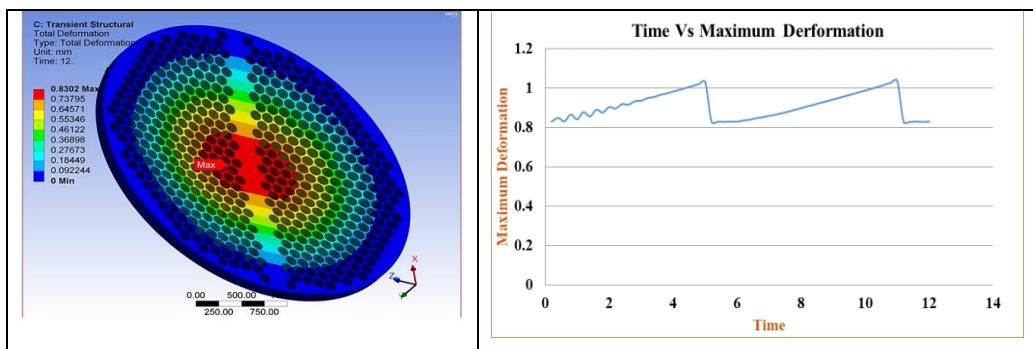 C: Transient Structural
Total Deformation
Type: Total Deformation
Unit: mm
Time: 12.
0.8302 Max
0.73795
0.64571
0.55346
0.46122
0.36898
0.27673
0.18449
0.092244
0 Min
Max
0.00
500.00
250.00
750.00
X
Z
Time Vs Maximum Derformation
Maximum Deformation
1.2
1
0.8
0.6
0.4
0.2
0
0
2
4
6
8
10
12
14
Time